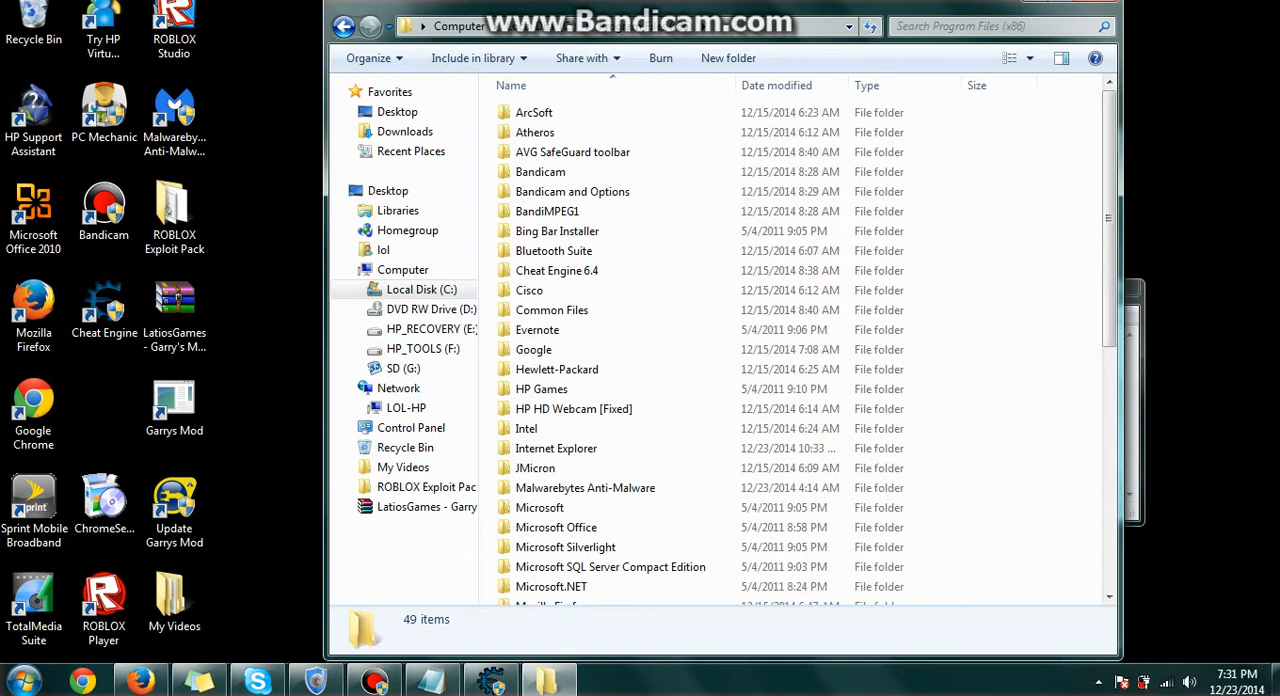 www.Bandicam.com
Computer
Search Program Files (x86)
Organize
Include in library
Share with
Burn
New folder
Name
Date modified
Type
Size
Favorites
Desktop
Downloads
Recent Places
Desktop
Libraries
Homegroup
lol
Computer
Local Disk (C:)
DVD RW Drive (D:)
HP_RECOVERY (E:
HP_TOOLS (F:)
SD (G:)
Network
LOL-HP
Control Panel
Recycle Bin
My Videos
ROBLOX Exploit Pac
LatiosGames - Garry
ArcSoft 12/15/2014 6:23 AM File folder
Atheros 12/15/2014 6:12 AM File folder
AVG SafeGuard toolbar 12/15/2014 8:40 AM File folder
Bandicam 12/15/2014 8:28 AM File folder
Bandicam and Options 12/15/2014 8:29 AM File folder
BandiMPEG1 12/15/2014 8:28 AM File folder
Bing Bar Installer 5/4/2011 9:05 PM File folder
Bluetooth Suite 12/15/2014 6:07 AM File folder
Cheat Engine 6.4 12/15/2014 8:38 AM File folder
Cisco 12/15/2014 6:12 AM File folder
Common Files 12/15/2014 8:40 AM File folder
Evernote 5/4/2011 9:06 PM File folder
Google 12/15/2014 7:08 AM File folder
Hewlett-Packard 12/15/2014 6:25 AM File folder
HP Games 5/4/2011 9:10 PM File folder
HP HD Webcam [Fixed] 12/15/2014 6:14 AM File folder
Intel 12/15/2014 6:24 AM File folder
Internet Explorer 12/23/2014 10:33 ... File folder
JMicron 12/15/2014 6:09 AM File folder
Malwarebytes Anti-Malware 12/23/2014 4:14 AM File folder
Microsoft 5/4/2011 9:05 PM File folder
Microsoft Office 5/4/2011 8:58 PM File folder
Microsoft Silverlight 5/4/2011 9:05 PM File folder
Microsoft SQL Server Compact Edition 5/4/2011 9:03 PM File folder
Microsoft.NET 5/4/2011 8:24 PM File folder
49 items
Recycle Bin
Try HP
Virtu...
ROBLOX
Studio
HP Support
Assistant
PC Mechanic
Malwareby...
Anti-Malw...
Microsoft
Office 2010
Bandicam
ROBLOX
Exploit Pack
Mozilla
Firefox
Cheat Engine
LatiosGames
- Garry's M...
Google
Chrome
Garrys Mod
Sprint Mobile
Broadband
ChromeSe...
Update
Garrys Mod
TotalMedia
Suite
ROBLOX
Player
My Videos
7:31 PM
12/23/2014